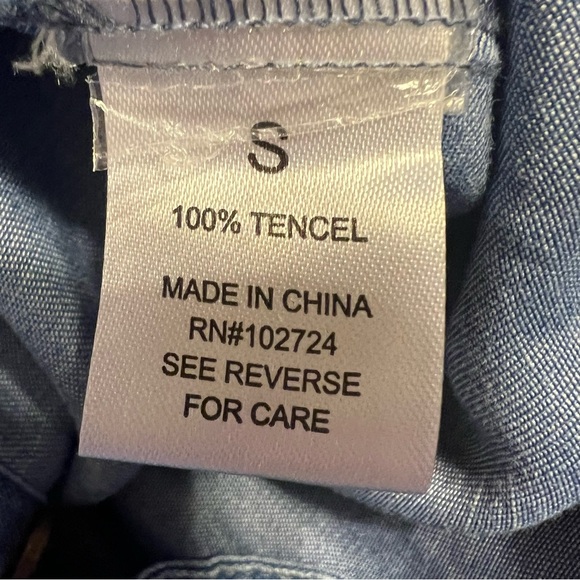 S
100% TENCEL
MADE IN CHINA
RN#102724
SEE REVERSE
FOR CARE